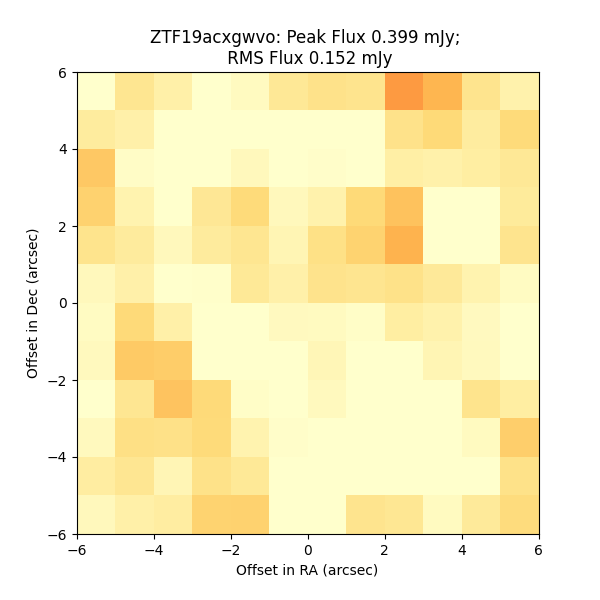 ZTF19acxgwvo: Peak Flux 0.399 mJy;
RMS Flux 0.152 mJy
6
4
2
0
−2
−4
−6
Offset in Dec (arcsec)
−6 −4 −2 0 2 4 6
Offset in RA (arcsec)